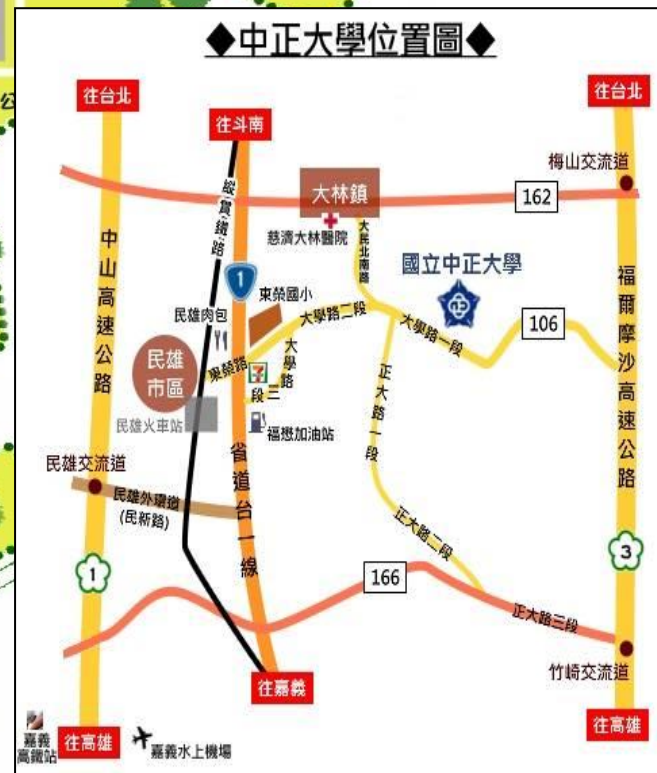 ◆中正大學位置圖◆
往台北
往斗南
往台北
公
梅山交流道
縱貫鐵路
大林鎮
162
慈濟大林醫院
大民北南路
國立中正大學
中山高速公路
1
東榮國小
福爾摩沙高速公路
民雄肉包
大學路二段
大學路一段
106
民雄市區
東榮路
大學路三段
7
ELEVEN
正大路一段
民雄火車站
福懋加油站
省道台一線
民雄交流道
民雄外環道
(民新路)
正大路二段
1
166
3
正大路三段
竹崎交流道
往嘉義
嘉義
高鐵站
往高雄
嘉義水上機場
往高雄